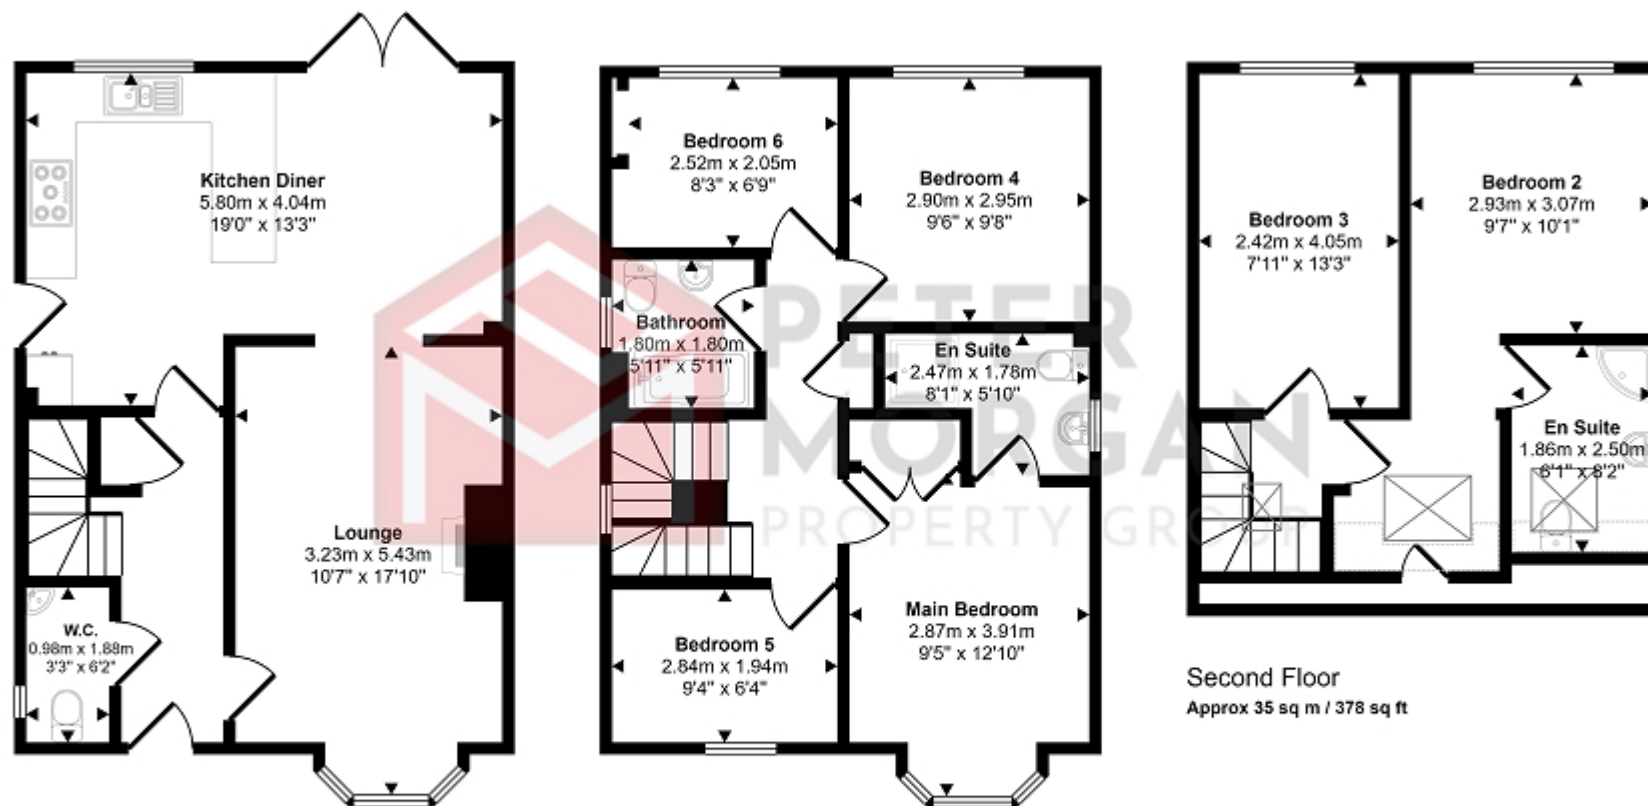 Kitchen Diner
5.80m x 4.04m
19'0" x 13'3"
Lounge
3.23m x 5.43m
10'7" x 17'10"
W.C.
0.98m x 1.88m
3'3" x 6'2"
Bedroom 6
2.52m x 2.05m
8'3" x 6'9"
Bedroom 4
2.90m x 2.95m
9'6" x 9'8"
Bathroom
1.80m x 1.80m
5'11" x 5'11"
En Suite
2.47m x 1.78m
8'1" x 5'10"
Bedroom 5
2.84m x 1.94m
9'4" x 6'4"
Main Bedroom
2.87m x 3.91m
9'5" x 12'10"
Bedroom 3
2.42m x 4.05m
7'11" x 13'3"
Bedroom 2
2.93m x 3.07m
9'7" x 10'1"
En Suite
1.86m x 2.50m
6'1" x 8'2"
Second Floor
Approx 35 sq m / 378 sq ft
PETER
MORGAN
PROPERTY GROUP